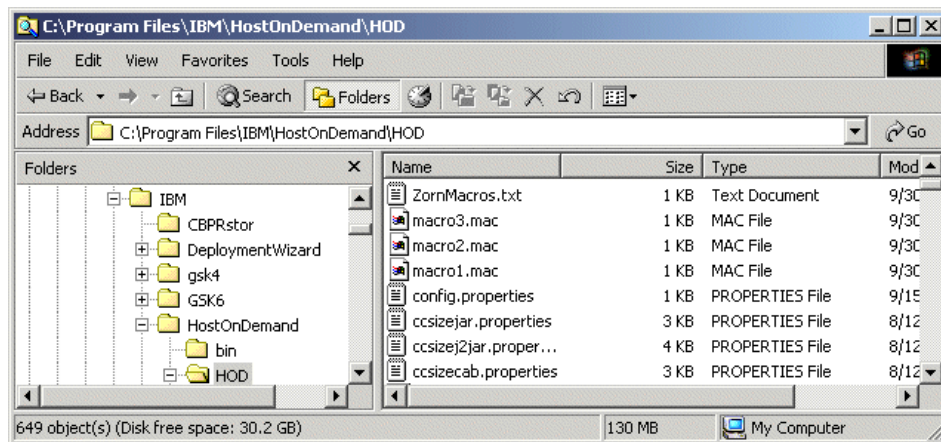 C:\Program Files\IBM\HostOnDemand\HOD
File Edit View Favorites Tools Help
Back Search Folders
Address C:\Program Files\IBM\HostOnDemand\HOD Go
Folders Name Size Type Mod
IBM
CBPRstor
DeploymentWizard
gsk4
GSK6
HostOnDemand
bin
HOD
ZornMacros.txt 1 KB Text Document 9/30
macro3.mac 1 KB MAC File 9/30
macro2.mac 1 KB MAC File 9/30
macro1.mac 1 KB MAC File 9/30
config.properties 1 KB PROPERTIES File 9/15
ccsizejar.properties 3 KB PROPERTIES File 8/12
ccsizej2jar.proper... 4 KB PROPERTIES File 8/12
ccsizecab.properties 3 KB PROPERTIES File 8/12
649 object(s) (Disk free space: 30.2 GB) 130 MB My Computer